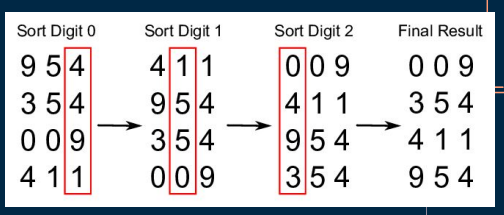 Sort Digit 0 Sort Digit 1 Sort Digit 2 Final Result
9 5 4 4 1 1 0 0 9 0 0 9
3 5 4 9 5 4 4 1 1 3 5 4
0 0 9 3 5 4 9 5 4 4 1 1
4 1 1 0 0 9 3 5 4 9 5 4